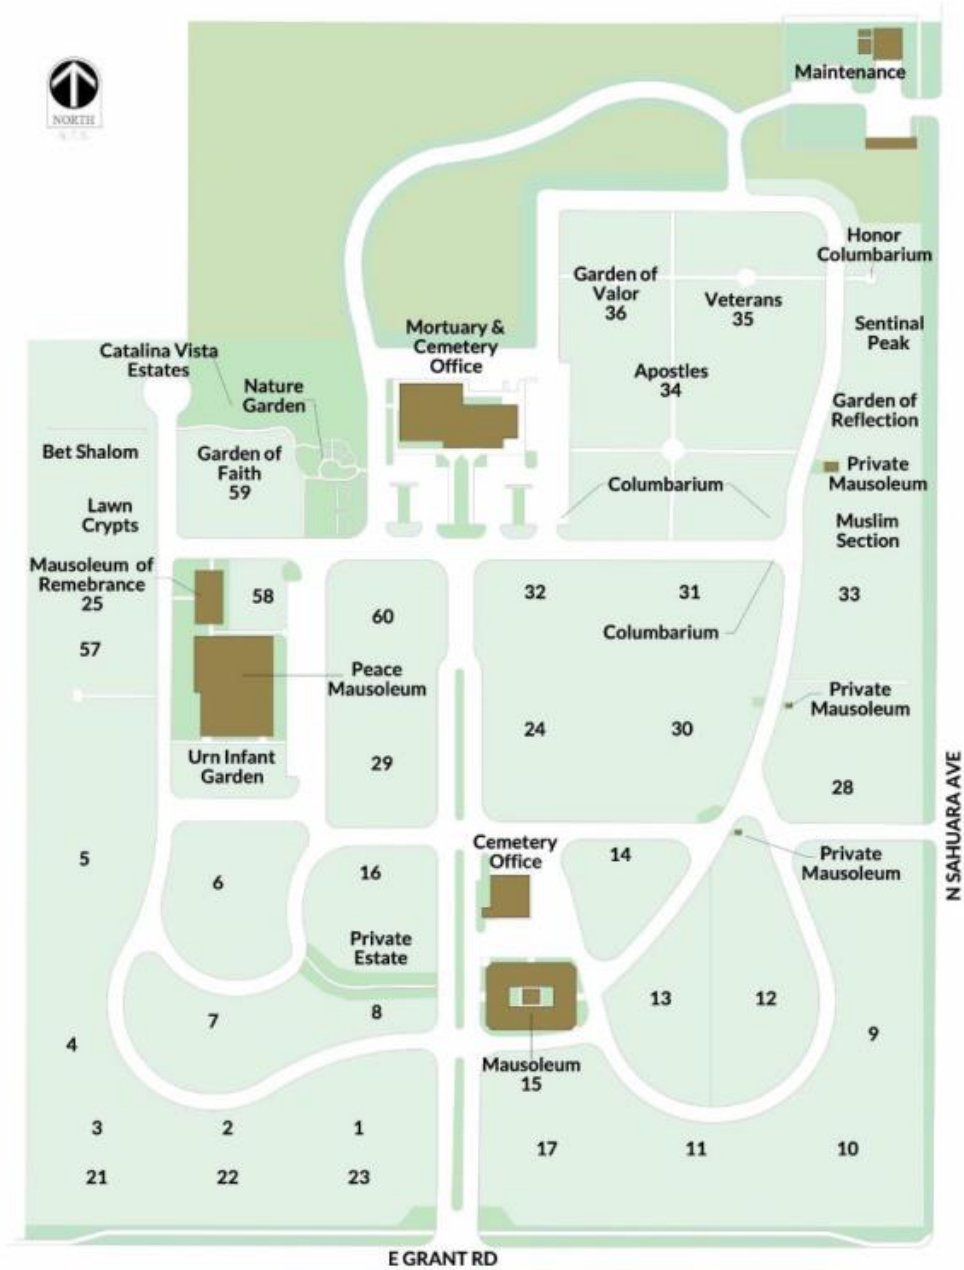 Maintenance
NORTH
Honor
Columbarium
Garden of
Valor
36
Veterans
35
Sentinal
Peak
Mortuary &
Cemetery
Office
Catalina Vista
Estates
Apostles
34
Nature
Garden
Garden of
Reflection
Bet Shalom
Garden of
Faith
59
Private
Mausoleum
Columbarium
Lawn
Crypts
Muslim
Section
Mausoleum of
Remebrance
25
58
32
31
33
60
Columbarium
57
Peace
Mausoleum
Private
Mausoleum
24
30
Urn Infant
Garden
29
28
N SAHUARA AVE
Cemetery
Office
14
Private
Mausoleum
5
6
16
Private
Estate
13
12
7
8
9
4
Mausoleum
15
3
2
1
17
11
10
21
22
23
E GRANT RD